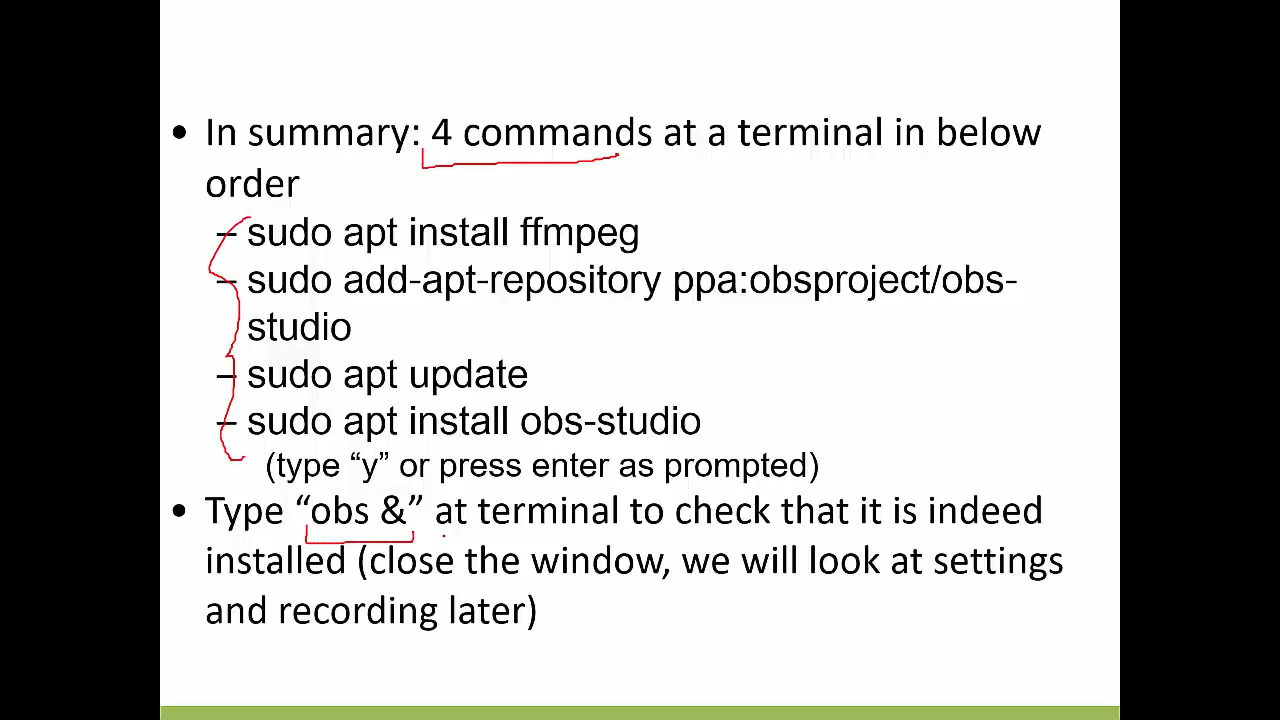 • In summary: 4 commands at a terminal in below
order
– sudo apt install ffmpeg
– sudo add-apt-repository ppa:obsproject/obs-
studio
– sudo apt update
– sudo apt install obs-studio
(type “y” or press enter as prompted)
• Type “obs &” at terminal to check that it is indeed
installed (close the window, we will look at settings
and recording later)